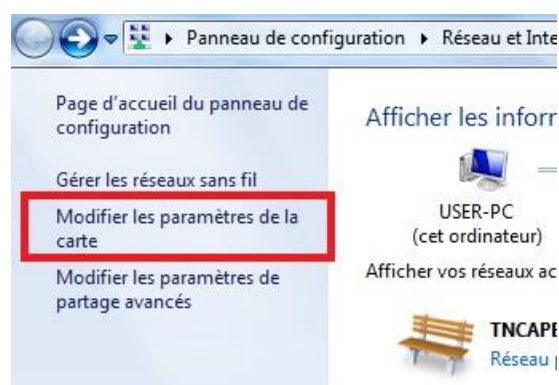 Panneau de configuration ▸ Réseau et Inte
Page d'accueil du panneau de
configuration
Gérer les réseaux sans fil
Modifier les paramètres de la
carte
Modifier les paramètres de
partage avancés
Afficher les inforr
USER-PC
(cet ordinateur)
Afficher vos réseaux ac
TNCAPE
Réseau p